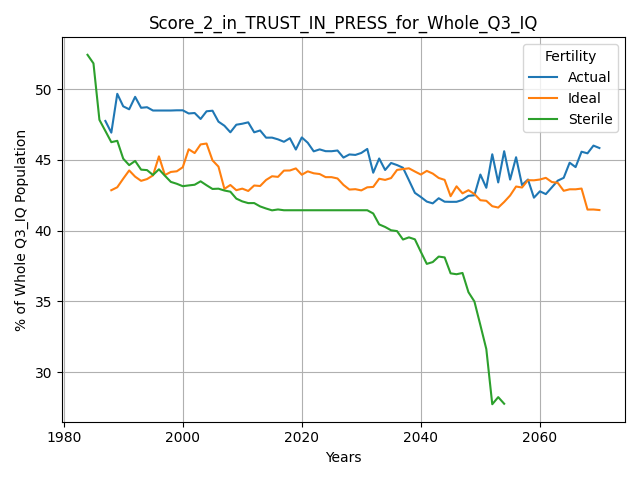 Score_2_in_TRUST_IN_PRESS_for_Whole_Q3_IQ
Fertility
Actual
Ideal
Sterile
% of Whole Q3_IQ Population
50
45
40
35
30
1980
2000
2020
2040
2060
Years